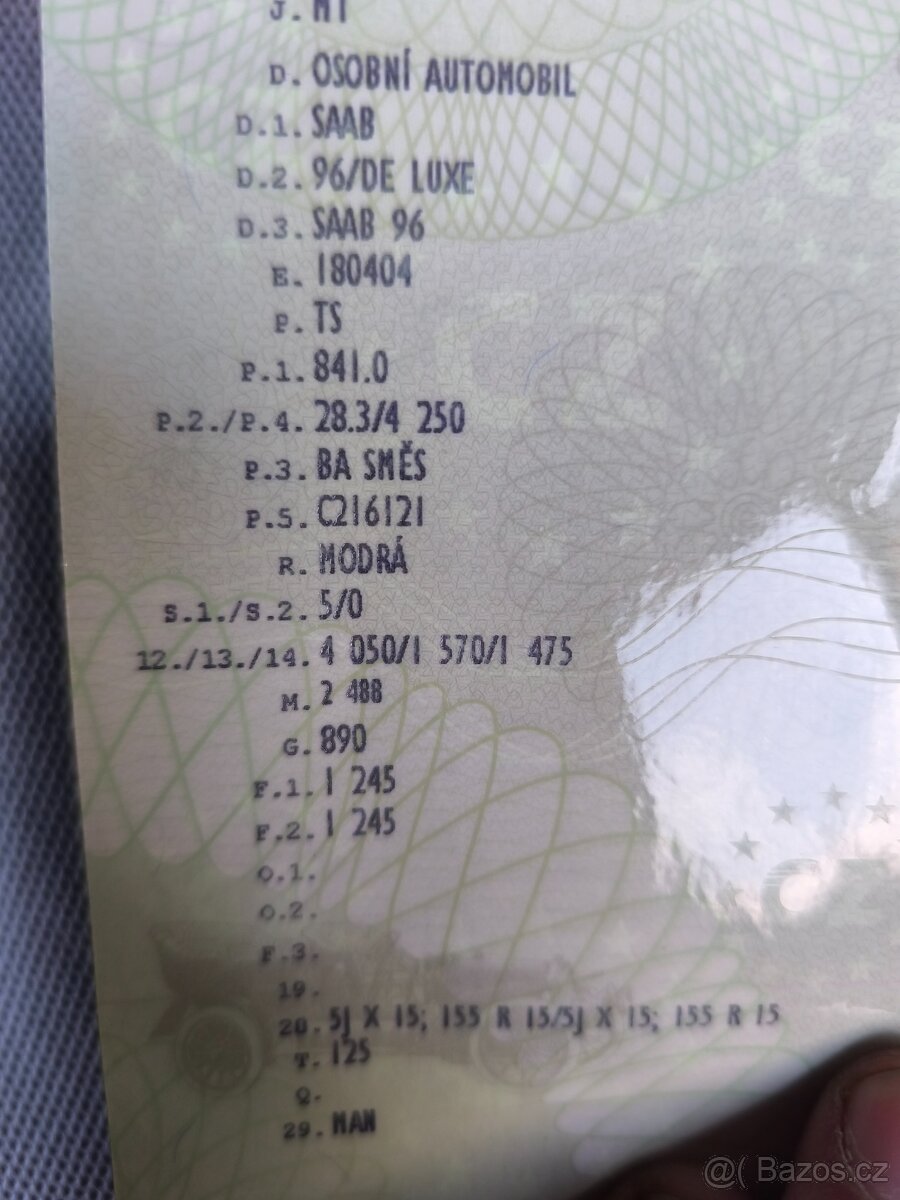 J. M1
D. OSOBNÍ AUTOMOBIL
D.1. SAAB
D.2. 96/DE LUXE
D.3. SAAB 96
E. 180404
P. TS
P.1. 841.0
P.2./P.4. 28.3/4 250
P.3. BA SMĚS
P.5. C216121
R. MODRÁ
S.1./S.2. 5/0
12./13./14. 4 050/1 570/1 475
M. 2 488
G. 890
F.1. 1 245
F.2. 1 245
O.1.
O.2.
F.3.
19.
20. 5J X 15; 155 R 15/5J X 15; 155 R 15
T. 125
Q.
29. MAN
CZ
@( Bazos.cz